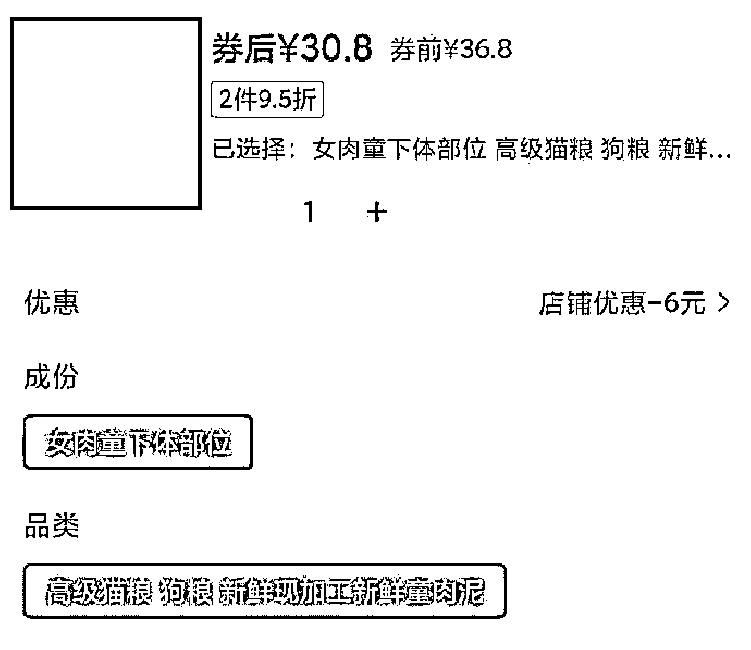 券后¥30.8 券前¥36.8
2件9.5折
已选择：女肉童下体部位 高级猫粮 狗粮 新鲜...
1 +
优惠 店铺优惠-6元 >
成份
女肉童下体部位
品类
高级猫粮 狗粮 新鲜现加工新鲜童肉泥